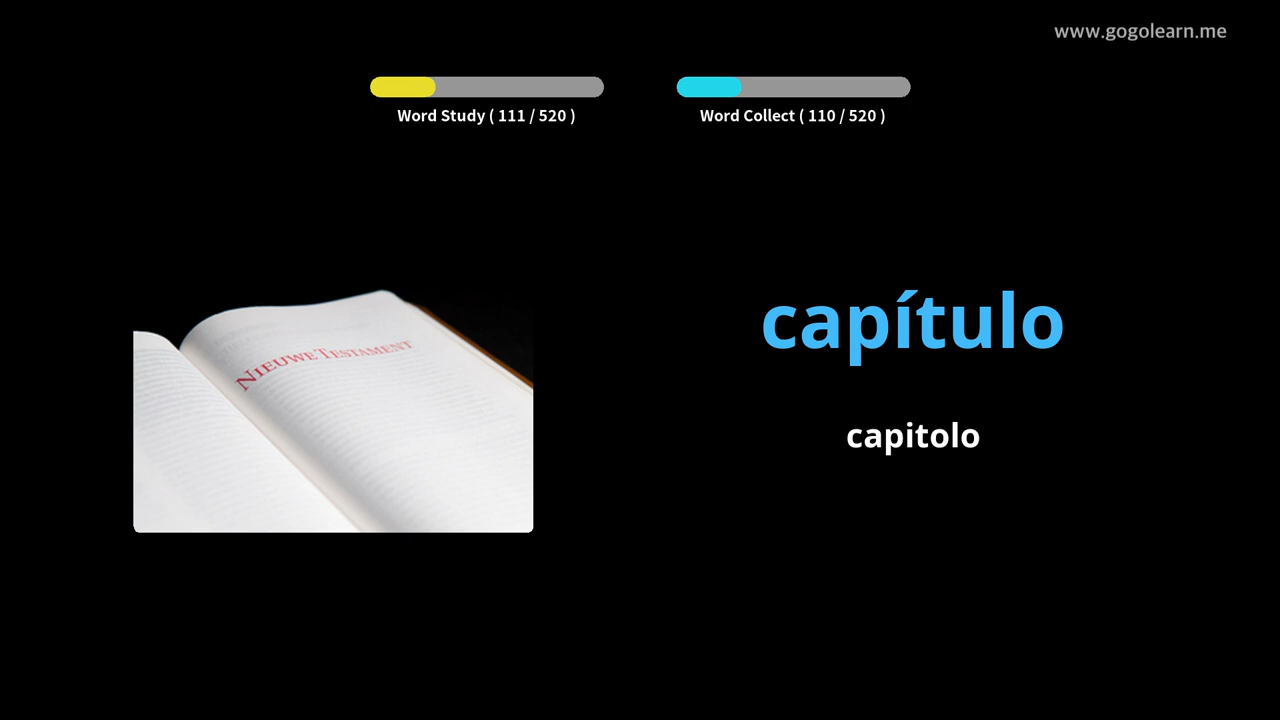 www.gogolearn.me
Word Study ( 111 / 520 )
Word Collect ( 110 / 520 )
NIEUWE TESTAMENT
capítulo
capitolo